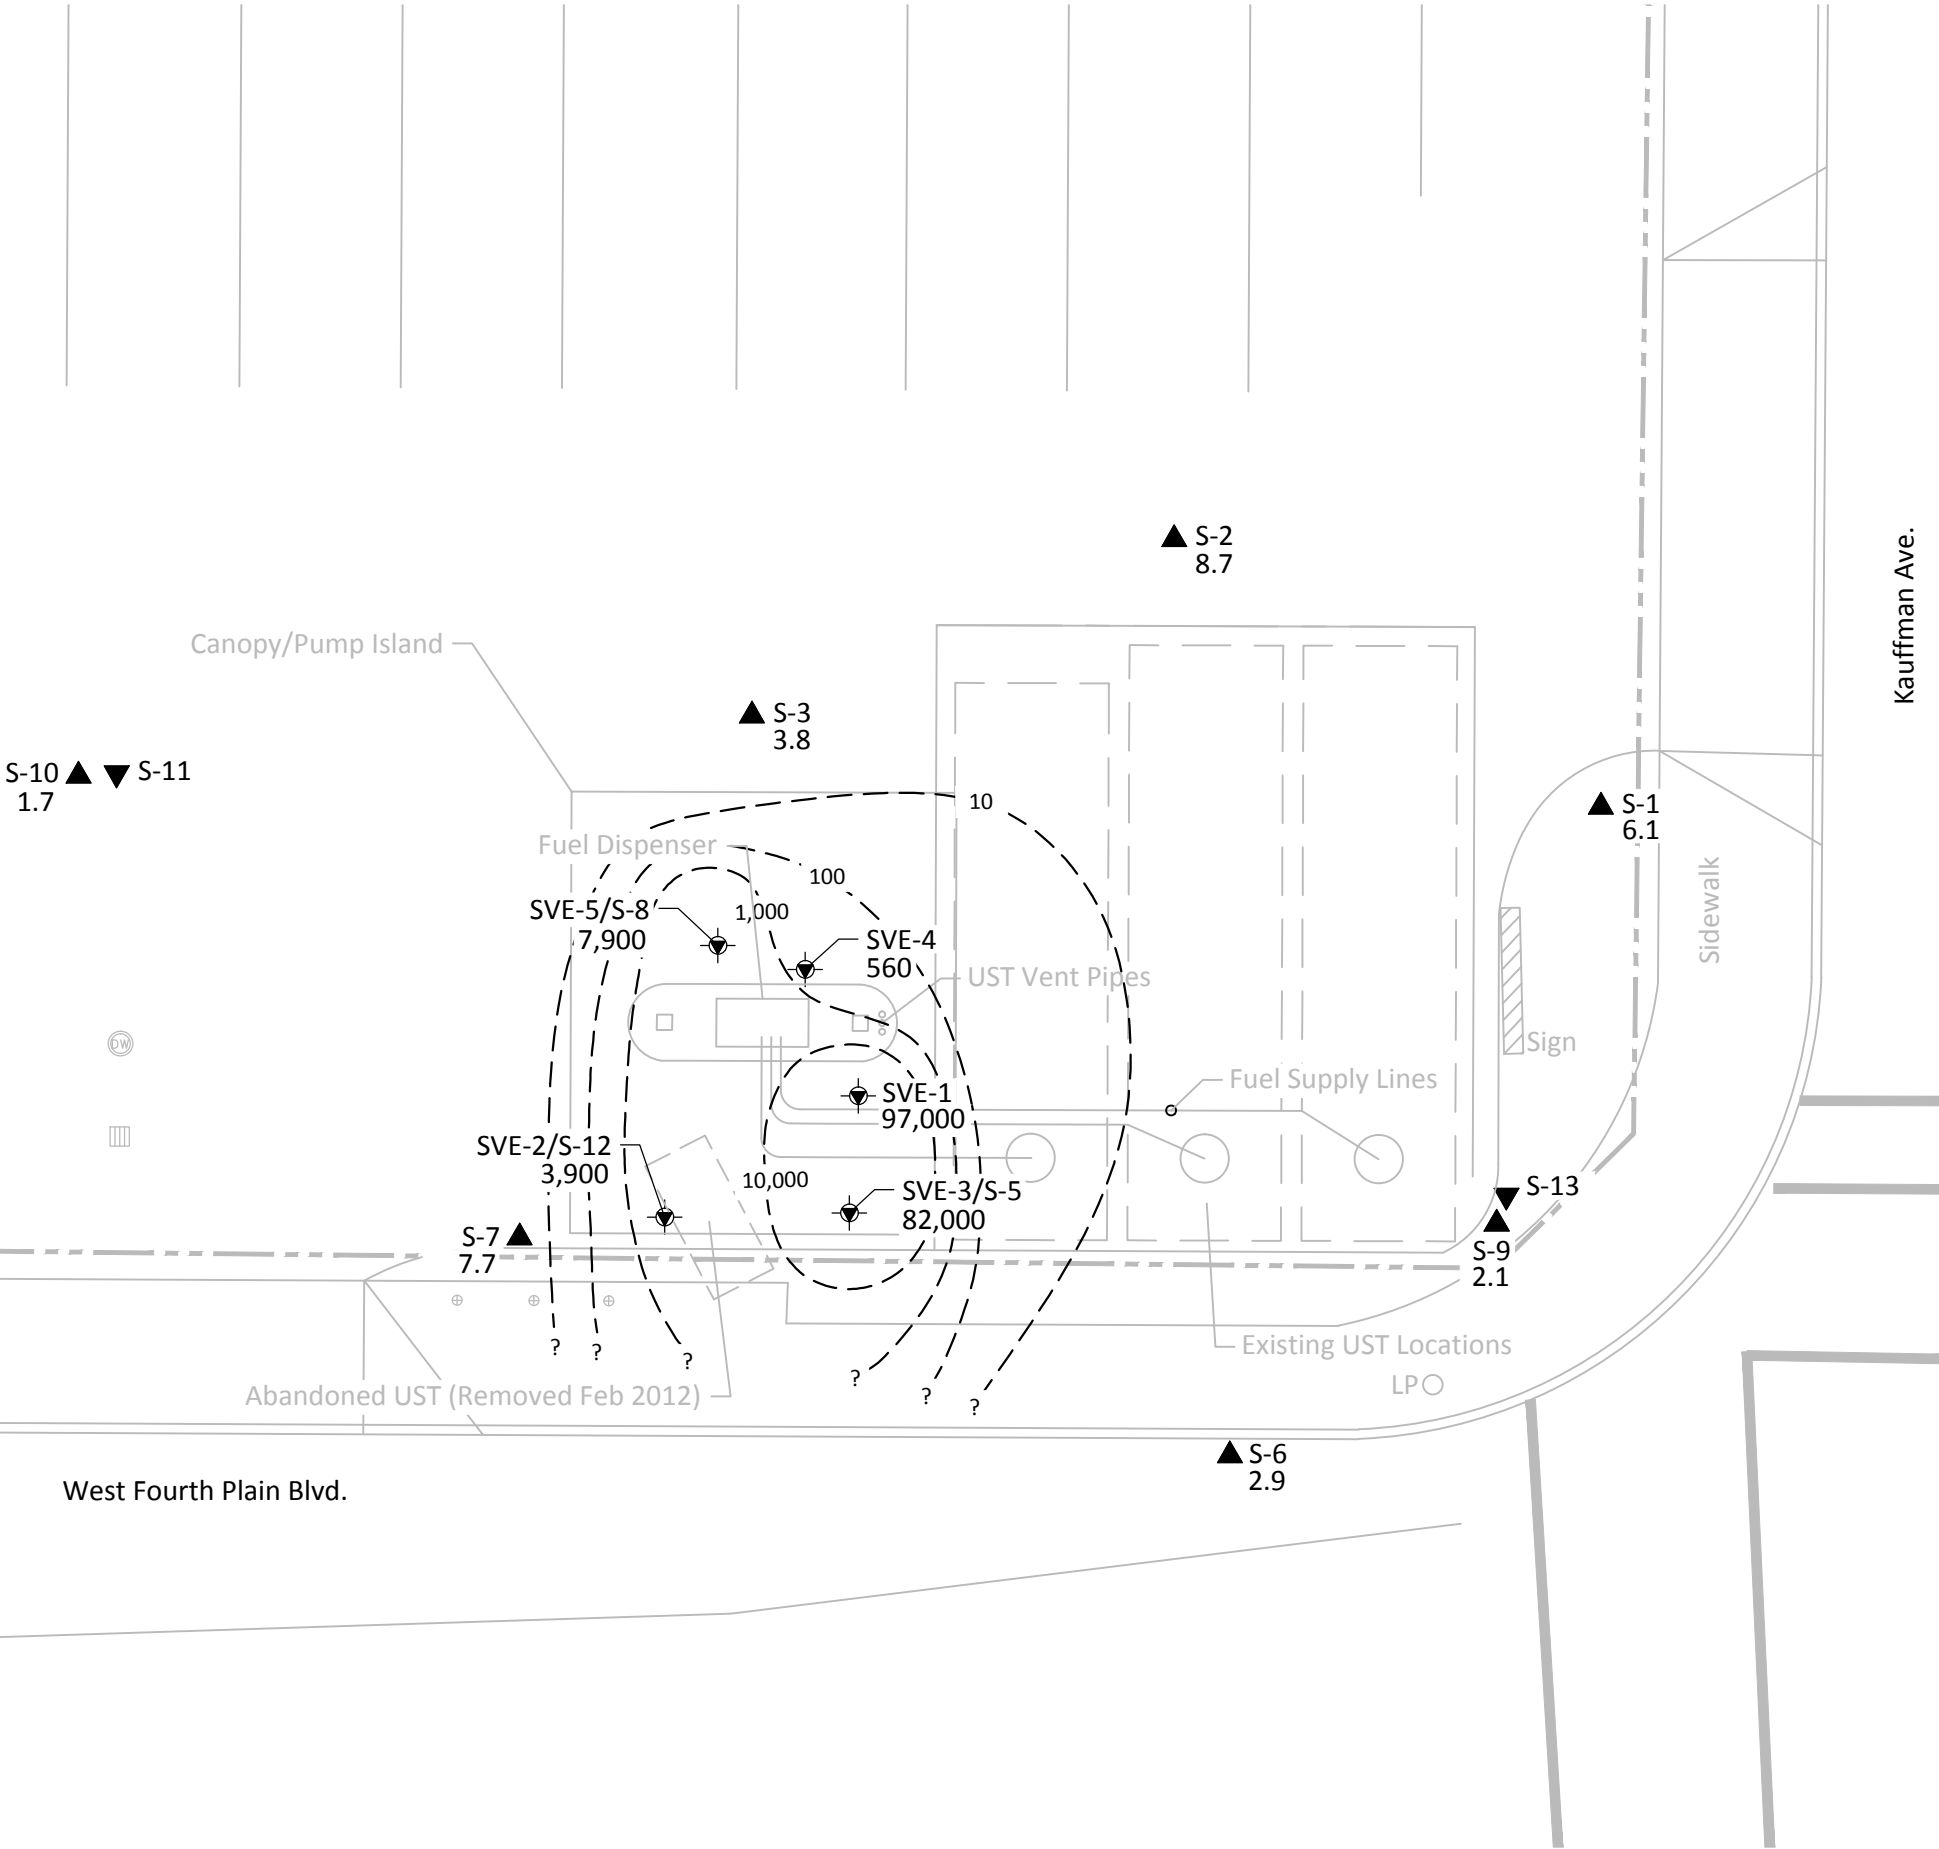 S-2
8.7
Kauffman Ave.
Canopy/Pump Island
S-3
3.8
S-10
1.7
S-11
10
S-1
6.1
Fuel Dispenser
100
Sidewalk
SVE-5/S-8
7,900
1,000
SVE-4
560
UST Vent Pipes
DW
Sign
Fuel Supply Lines
SVE-1
97,000
SVE-2/S-12
3,900
10,000
SVE-3/S-5
82,000
S-13
S-7
7.7
S-9
2.1
?
?
?
?
?
?
Existing UST Locations
Abandoned UST (Removed Feb 2012)
LP
S-6
2.9
West Fourth Plain Blvd.